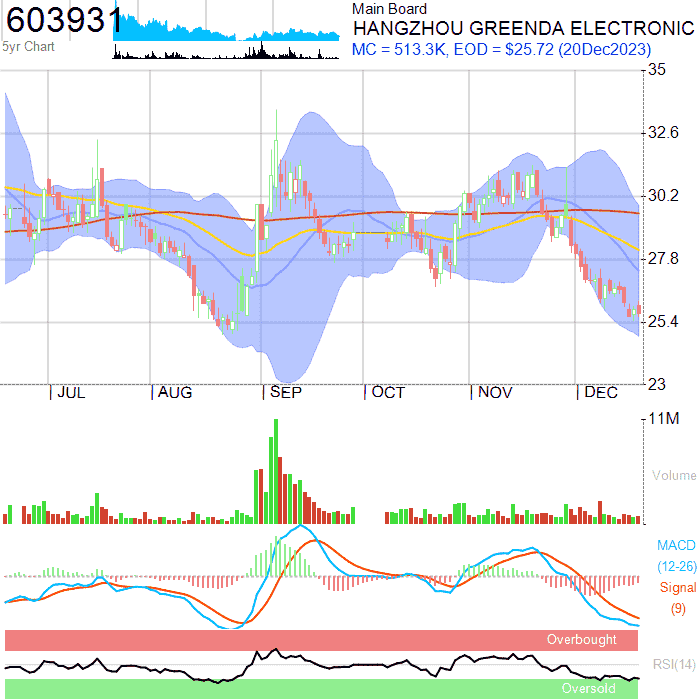 603931
5yr Chart
Main Board
HANGZHOU GREENDA ELECTRONIC
MC = 513.3K, EOD = $25.72 (20Dec2023)
35
32.6
30.2
27.8
25.4
23
JUL AUG SEP OCT NOV DEC
11M
Volume
MACD
(12-26)
Signal
(9)
Overbought
RSI(14)
Oversold